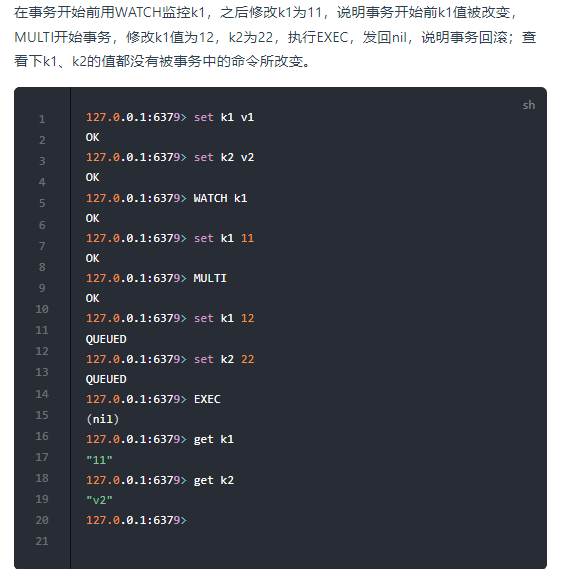 在事务开始前用WATCH监控k1，之后修改k1为11，说明事务开始前k1值被改变，
MULTI开始事务，修改k1值为12，k2为22，执行EXEC，发回nil，说明事务回滚；查
看下k1、k2的值都没有被事务中的命令所改变。
sh
1 127.0.0.1:6379> set k1 v1
2 OK
3 127.0.0.1:6379> set k2 v2
4 OK
5 127.0.0.1:6379> WATCH k1
6 OK
7 127.0.0.1:6379> set k1 11
8 OK
9 127.0.0.1:6379> MULTI
10 OK
11 127.0.0.1:6379> set k1 12
12 QUEUED
13 127.0.0.1:6379> set k2 22
14 QUEUED
15 127.0.0.1:6379> EXEC
16 (nil)
17 127.0.0.1:6379> get k1
18 "11"
19 127.0.0.1:6379> get k2
20 "v2"
21 127.0.0.1:6379>